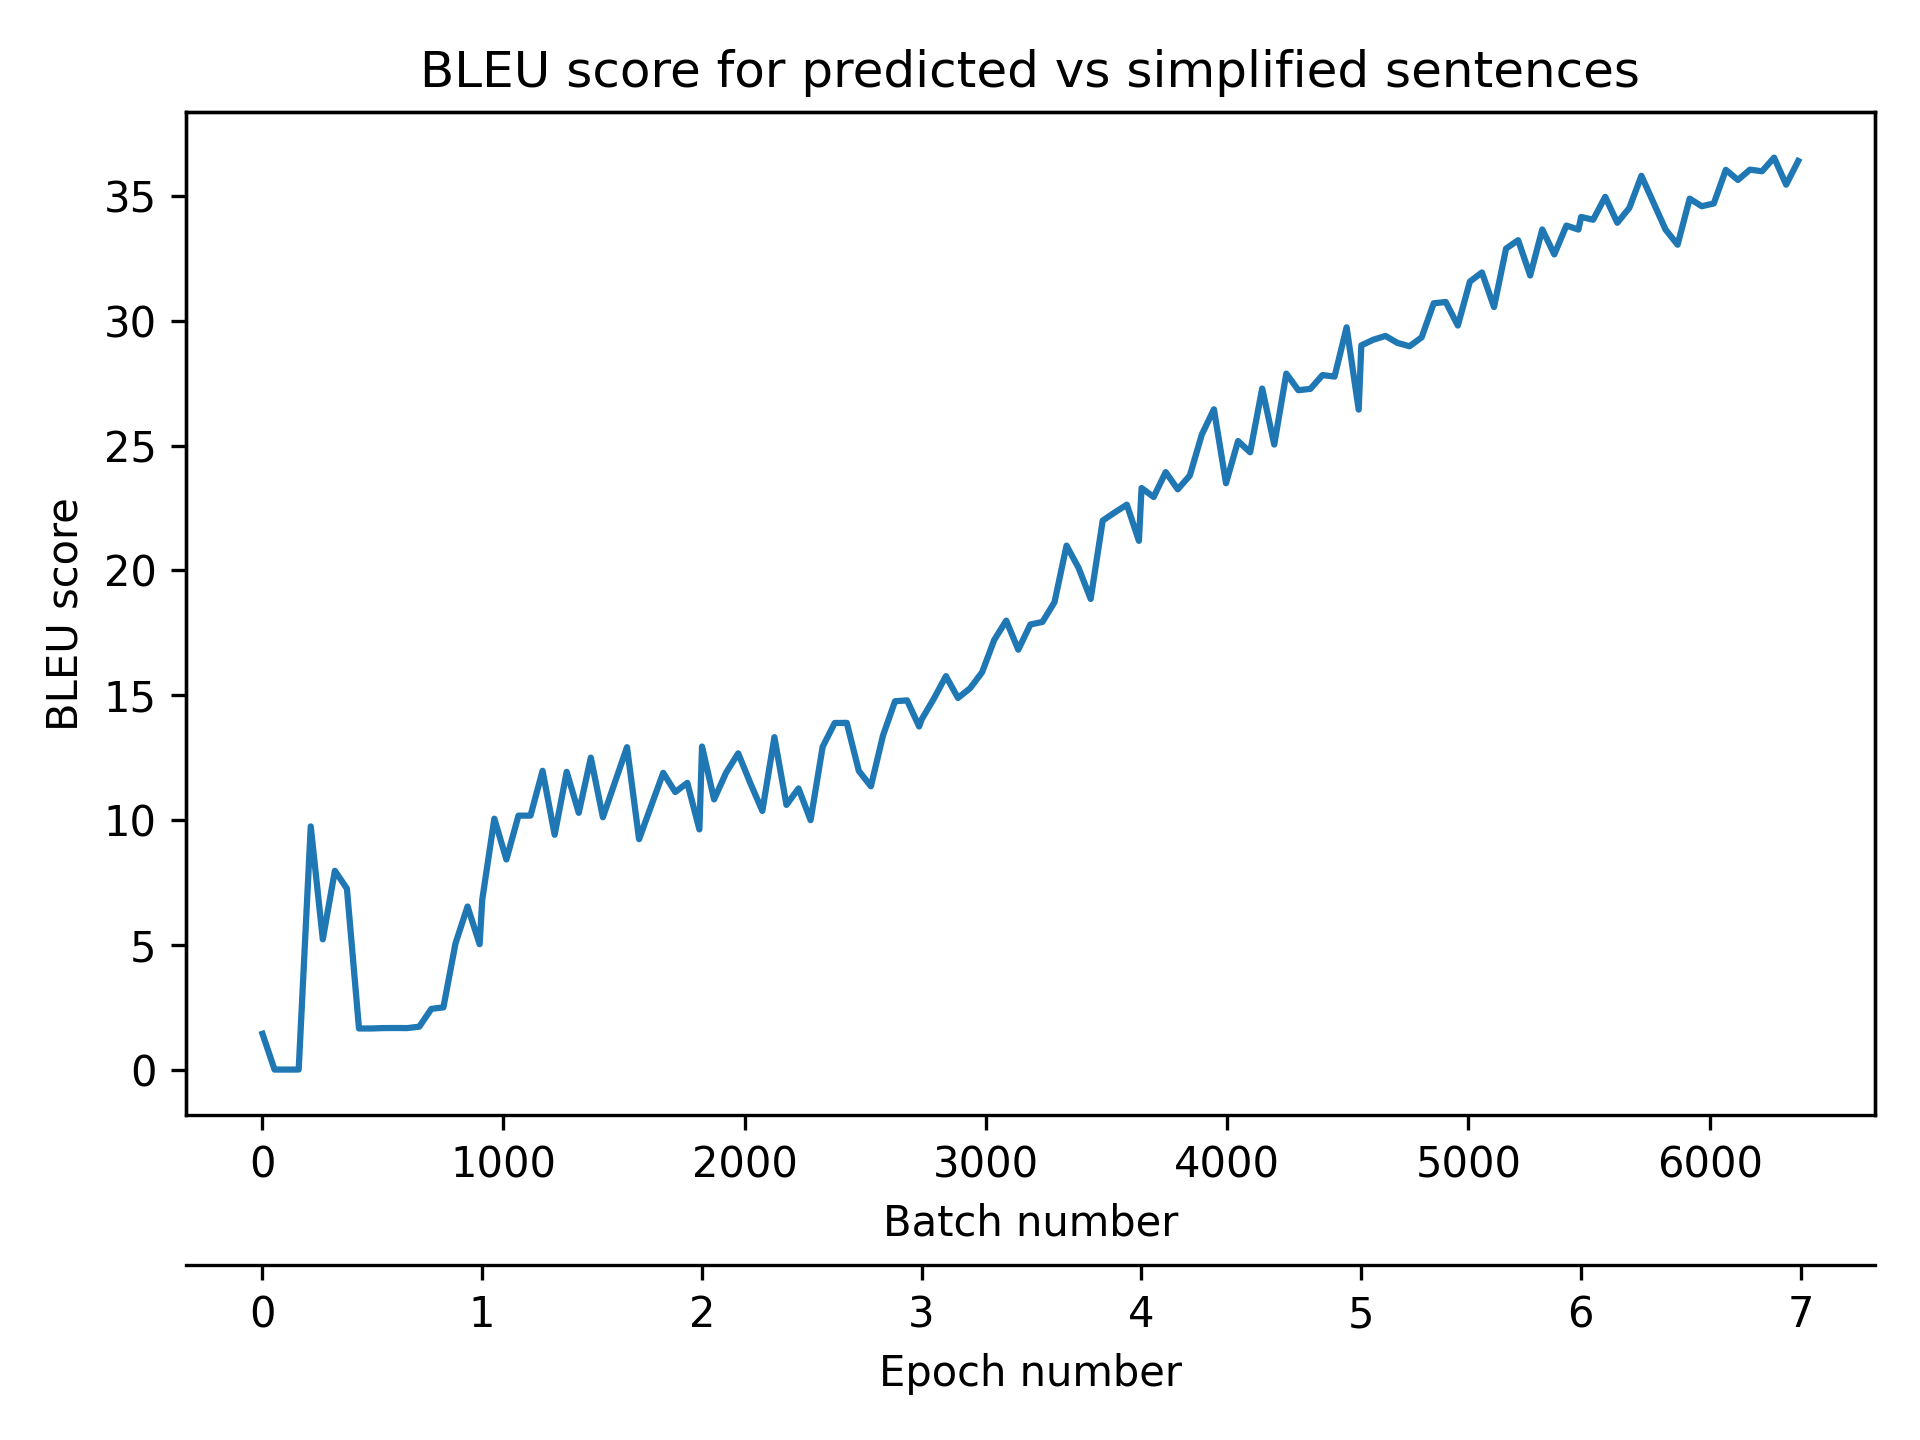 BLEU score for predicted vs simplified sentences
BLEU score
35
30
25
20
15
10
5
0
0 1000 2000 3000 4000 5000 6000
Batch number
0 1 2 3 4 5 6 7
Epoch number